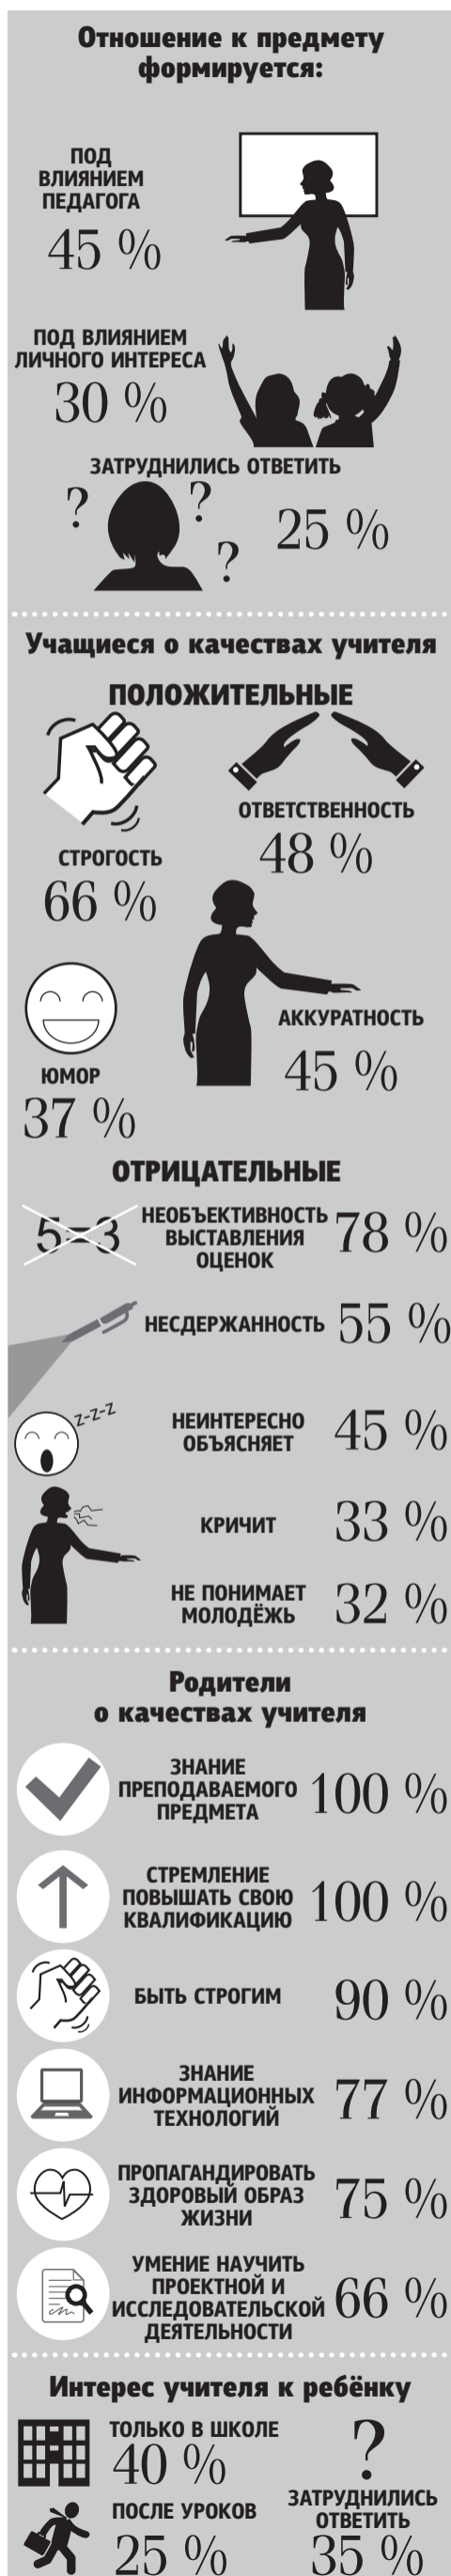 Отношение к предмету
формируется:
ПОД
ВЛИЯНИЕМ
ПЕДАГОГА
45 %
ПОД ВЛИЯНИЕМ
ЛИЧНОГО ИНТЕРЕСА
30 %
ЗАТРУДНИЛИСЬ ОТВЕТИТЬ
? ? ?
25 %
Учащиеся о качествах учителя
ПОЛОЖИТЕЛЬНЫЕ
СТРОГОСТЬ
66 %
ОТВЕТСТВЕННОСТЬ
48 %
ЮМОР
37 %
АККУРАТНОСТЬ
45 %
ОТРИЦАТЕЛЬНЫЕ
5=3
НЕОБЪЕКТИВНОСТЬ
ВЫСТАВЛЕНИЯ
ОЦЕНОК
78 %
НЕСДЕРЖАННОСТЬ
55 %
z-z-z
НЕИНТЕРЕСНО
ОБЪЯСНЯЕТ
45 %
КРИЧИТ
33 %
НЕ ПОНИМАЕТ
МОЛОДЁЖЬ
32 %
Родители
о качествах учителя
ЗНАНИЕ
ПРЕПОДАВАЕМОГО
ПРЕДМЕТА
100 %
СТРЕМЛЕНИЕ
ПОВЫШАТЬ СВОЮ
КВАЛИФИКАЦИЮ
100 %
БЫТЬ СТРОГИМ
90 %
ЗНАНИЕ
ИНФОРМАЦИОННЫХ
ТЕХНОЛОГИЙ
77 %
ПРОПАГАНДИРОВАТЬ
ЗДОРОВЫЙ ОБРАЗ
ЖИЗНИ
75 %
УМЕНИЕ НАУЧИТЬ
ПРОЕКТНОЙ И
ИССЛЕДОВАТЕЛЬСКОЙ
ДЕЯТЕЛЬНОСТИ
66 %
Интерес учителя к ребёнку
ТОЛЬКО В ШКОЛЕ
40 %
ПОСЛЕ УРОКОВ
25 %
?
ЗАТРУДНИЛИСЬ
ОТВЕТИТЬ
35 %